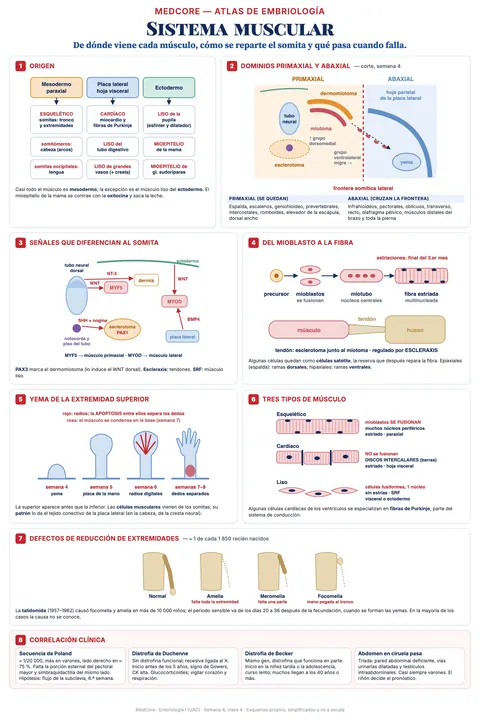 MEDCORE — ATLAS DE EMBRIOLOGÍA
SISTEMA MUSCULAR
De dónde viene cada músculo, cómo se reparte el somita y qué pasa cuando falla.
1 ORIGEN
Mesodermo
paraxial
Placa lateral
hoja visceral
Ectodermo
ESQUELÉTICO
somitas: tronco
y extremidades
CARDÍACO
miocardio y
fibras de Purkinje
LISO de la
pupila
(esfínter y dilatador)
somitómeros:
cabeza (arcos)
LISO del
tubo digestivo
MIOEPITELIO
de la mama
somitas occipitales:
lengua
LISO de grandes
vasos (+ cresta)
MIOEPITELIO de
gl. sudoríparas
Casi todo el músculo es mesodermo; la excepción es el músculo liso del ectodermo. El
mioepitelio de la mama se contrae con la oxitocina y saca la leche.
2 DOMINIOS PRIMAXIAL Y ABAXIAL — corte, semana 4
PRIMAXIAL
ABAXIAL
dermomiotoma
hoja parietal
de la placa lateral
tubo
neural
miotoma
↑ grupo
dorsomedial
grupo
ventrolateral
migra →
esclerotoma
yema
frontera somítica lateral
PRIMAXIAL (SE QUEDAN)
Espalda, escalenos, geniohioideo, prevertebrales,
intercostales, romboides, elevador de la escápula,
dorsal ancho
ABAXIAL (CRUZAN LA FRONTERA)
Infrahioideos, pectorales, oblicuos, transverso,
recto, diafragma pélvico, músculos distales del
brazo y toda la pierna
3 SEÑALES QUE DIFERENCIAN AL SOMITA
ectodermo
tubo neural
dorsal
NT-3
WNT
MYF5
dermis
WNT
MYOD
SHH + nogina
esclerotoma
PAX1
BMP4
notocorda y
piso del tubo
placa lateral
MYF5 → músculo primaxial · MYOD → músculo lateral
PAX3 marca el dermomiotoma (lo induce el WNT dorsal). Escleraxis: tendones. SRF: músculo
liso.
4 DEL MIOBLASTO A LA FIBRA
estriaciones: final del 3.er mes
precursor
mioblastos
se fusionan
miotubo
núcleos centrales
fibra estriada
multinucleada
tendón
músculo
hueso
tendón: esclerotoma junto al miotoma · regulado por ESCLERAXIS
Algunas células quedan como células satélite, la reserva que después repara la fibra. Epiaxiales
(espalda): ramas dorsales; hipoaxiales: ramas ventrales.
5 YEMA DE LA EXTREMIDAD SUPERIOR
rojo: radios; la APOPTOSIS entre ellos separa los dedos
rosa: el músculo se condensa en la base (semana 7)
semana 4
yema
semana 5
placa de la mano
semana 6
radios digitales
semanas 7–8
dedos separados
La superior aparece antes que la inferior. Las células musculares vienen de los somitas; su
patrón lo da el tejido conectivo de la placa lateral (en la cabeza, de la cresta neural).
6 TRES TIPOS DE MÚSCULO
Esquelético
mioblastos SE FUSIONAN
muchos núcleos periféricos
estriado · paraxial
Cardíaco
NO se fusionan
DISCOS INTERCALARES (barras)
estriado · hoja visceral
Liso
células fusiformes, 1 núcleo
sin estrías · SRF
visceral o ectodermo
Algunas células cardíacas de los ventrículos se especializan en fibras de Purkinje, parte del
sistema de conducción.
7 DEFECTOS DE REDUCCIÓN DE EXTREMIDADES — ≈ 1 de cada 1 850 recién nacidos
Normal
Amelia
falta toda la extremidad
Meromelia
falta una parte
Focomelia
mano pegada al tronco
La talidomida (1957–1962) causó focomelia y amelia en más de 10 000 niños; el período sensible va de los días 20 a 36 después de la fecundación, cuando se forman las yemas. En la mayoría de los
casos la causa no se conoce.
8 CORRELACIÓN CLÍNICA
Secuencia de Poland
≈ 1/20 000, más en varones, lado derecho en ≈
75 %. Falta la porción esternal del pectoral
mayor y simbraquidactilia del mismo lado.
Hipótesis: flujo de la subclavia, 6.ª semana.
Distrofia de Duchenne
Sin distrofina funcional; recesiva ligada al X.
Inicio antes de los 5 años, signo de Gowers,
CK alta. Glucocorticoides; vigilar corazón y
respiración.
Distrofia de Becker
Mismo gen, distrofina que funciona en parte.
Inicio en la niñez tardía o la adolescencia,
curso lento; muchos llegan a los 40 años o
más.
Abdomen en ciruela pasa
Tríada: pared abdominal deficiente, vías
urinarias dilatadas y testículos
intraabdominales. Casi siempre varones. El
riñón decide el pronóstico.
MedCore · Embriología I (UAG) · Semana 4, clase 4 · Esquemas propios, simplificados y no a escala